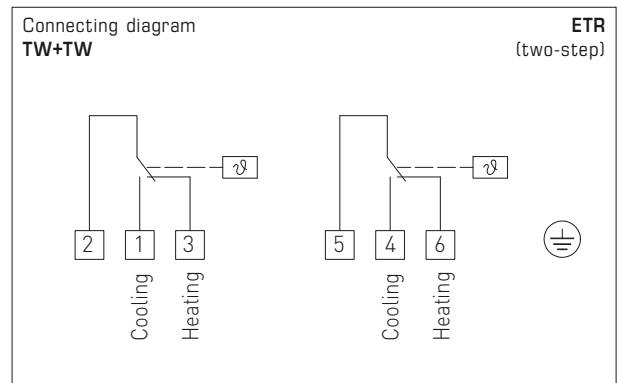 Connecting diagram
TW+TW
ETR
(two-step)
ϑ
ϑ
2
1
3
5
4
6
Cooling
Heating
Cooling
Heating